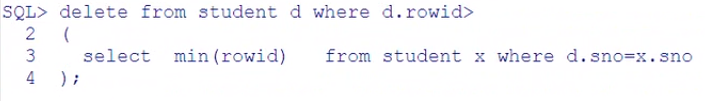 SQL> delete from student d where d.rowid>
  2  (
  3    select  min(rowid)   from student x where d.sno=x.sno
  4  );